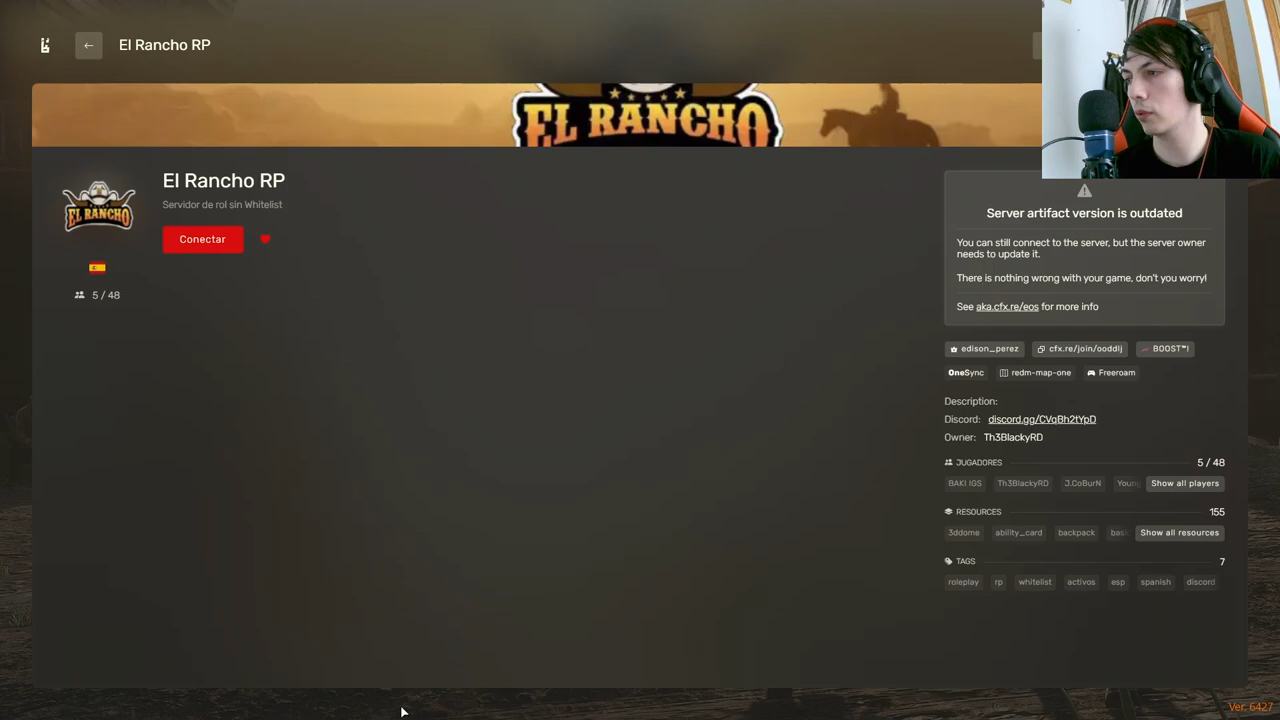 El Rancho RP
EL RANCHO
El Rancho RP
Servidor de rol sin Whitelist
EL RANCHO
Conectar
5 / 48
Server artifact version is outdated
You can still connect to the server, but the server owner
needs to update it.
There is nothing wrong with your game, don't you worry!
See aka.cfx.re/eos for more info
edison_perez cfx.re/join/ooddlj BOOST™!
OneSync redm-map-one Freeroam
Description:
Discord: discord.gg/CVqBh2tYpD
Owner: Th3BlackyRD
JUGADORES 5 / 48
BAKI IGS Th3BlackyRD J.CoBurN Young Show all players
RESOURCES 155
3ddome ability_card backpack bas Show all resources
TAGS 7
roleplay rp whitelist activos esp spanish discord
Ver. 6427